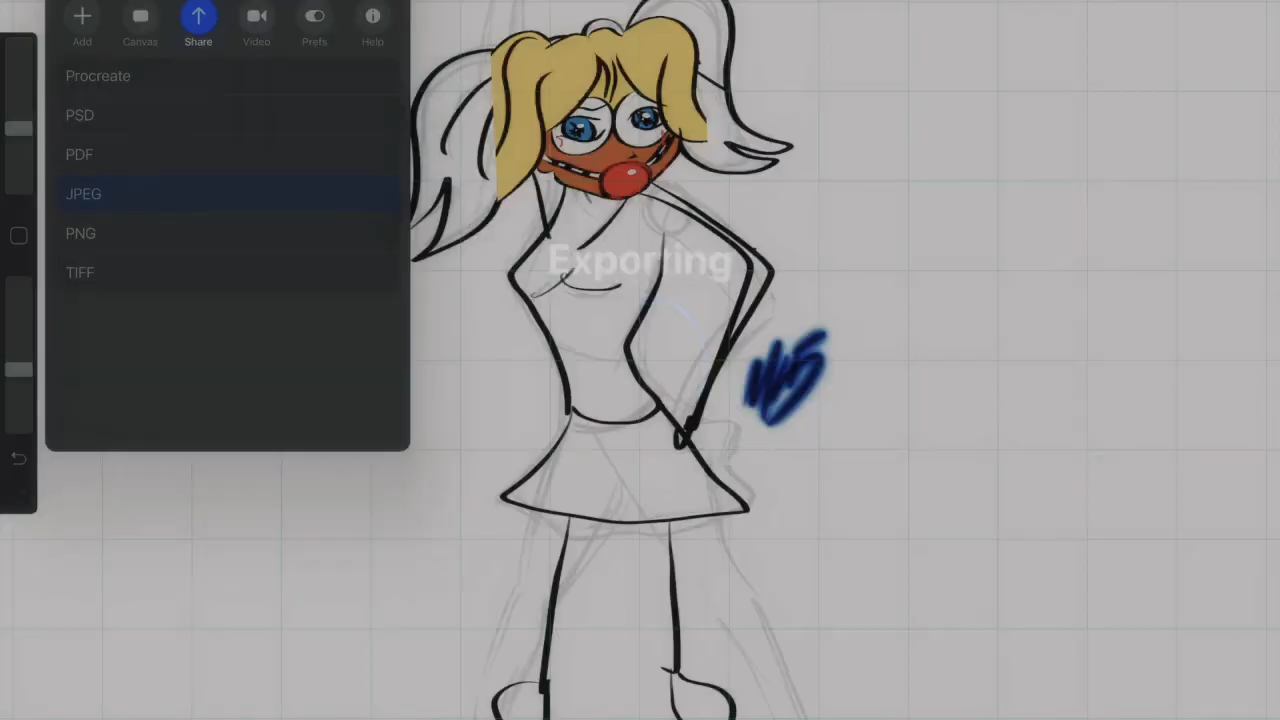 Add Canvas Share Video Prefs Help
Procreate
PSD
PDF
JPEG
PNG
TIFF
Exporting